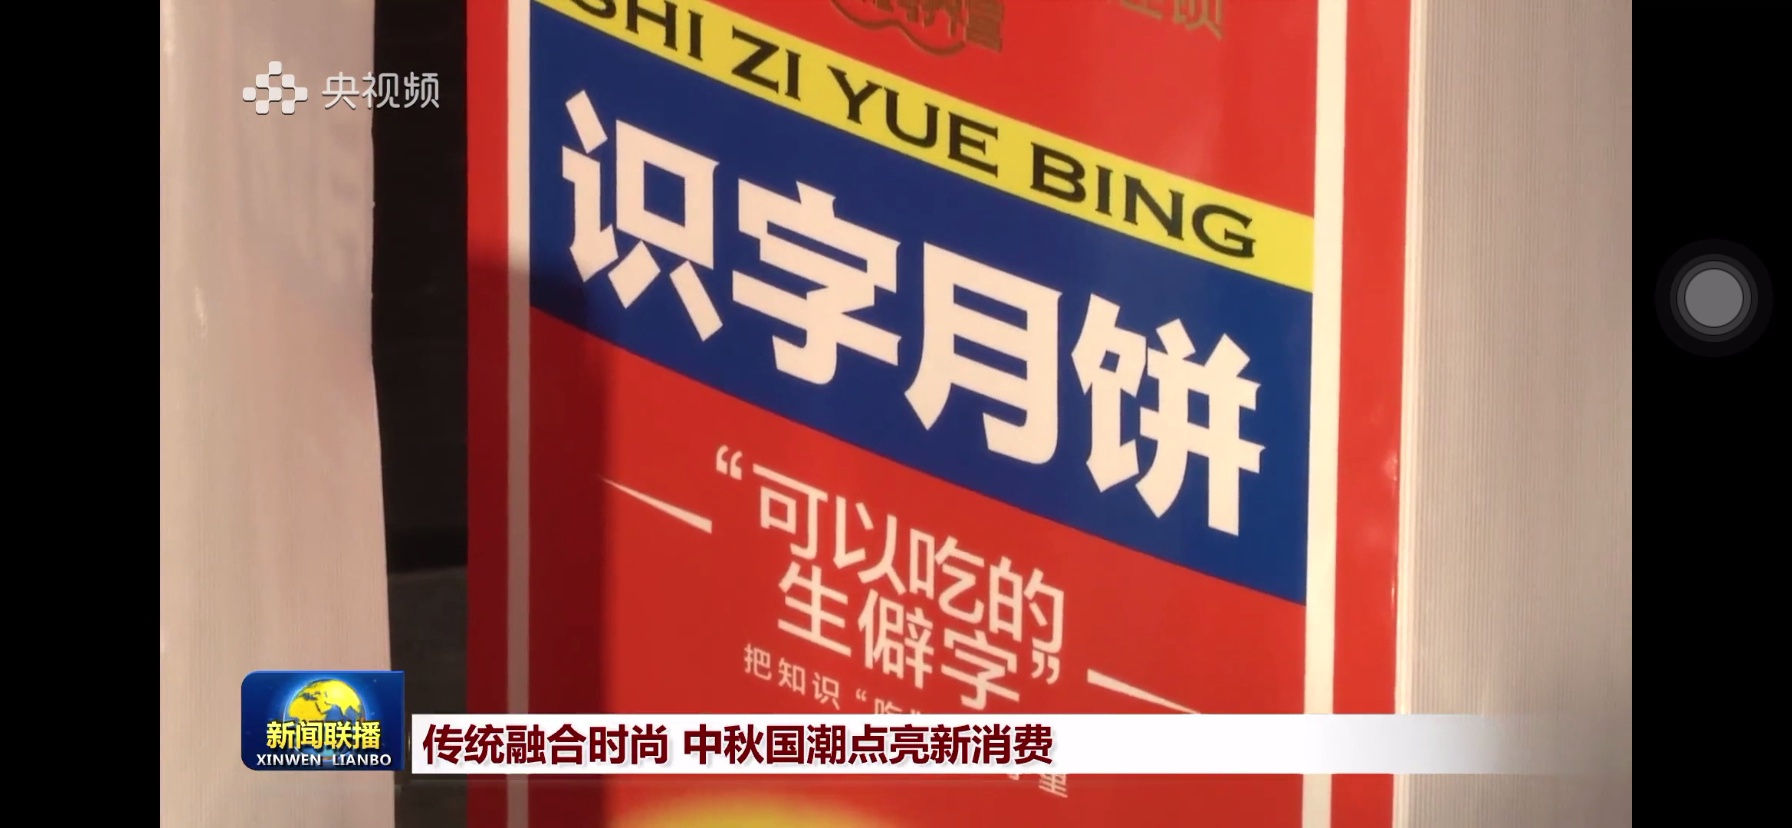 央视频
SHI ZI YUE BING
识字月饼
“可以吃的
生僻字”
把知识“吃
新闻联播
XINWEN LIANBO
传统融合时尚 中秋国潮点亮新消费